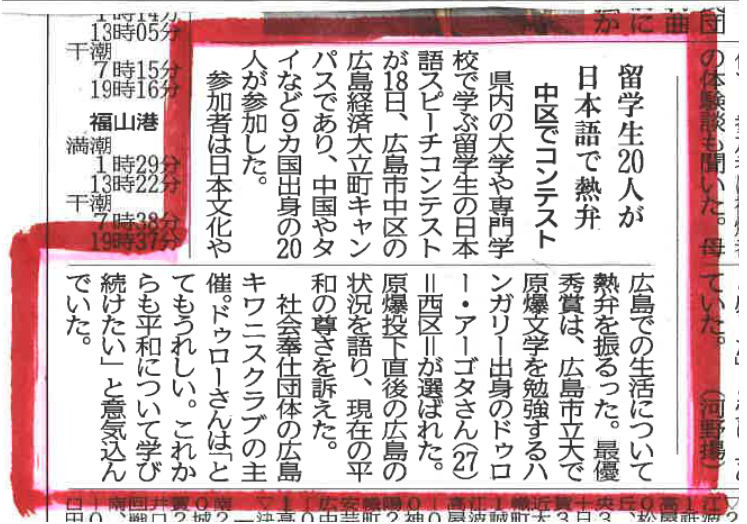 留学生20人が
日本語で熱弁
中区でコンテスト
県内の大学や専門学
校で学ぶ留学生の日本
語スピーチコンテスト
が18日、広島市中区の
広島経済大立町キャン
パスであり、中国やタ
イなど9カ国出身の20
人が参加した。
参加者は日本文化や
広島での生活について
熱弁を振るった。最優
秀賞は、広島市立大で
原爆文学を勉強するハ
ンガリー出身のドゥロ
ー・アーゴタさん(27)
=西区=が選ばれた。
原爆投下直後の広島の
状況を語り、現在の平
和の尊さを訴えた。
社会奉仕団体の広島
キワニスクラブの主
催。ドゥローさんは「と
てもうれしい。これか
らも平和について学び
続けたい」と意気込ん
でいた。
の体験談も聞いた。母
ていた。
(河野揚)
13時05分
干潮
7時15分
19時16分
福山港
満潮
1時29分
13時22分
干潮
7時38分
19時37分